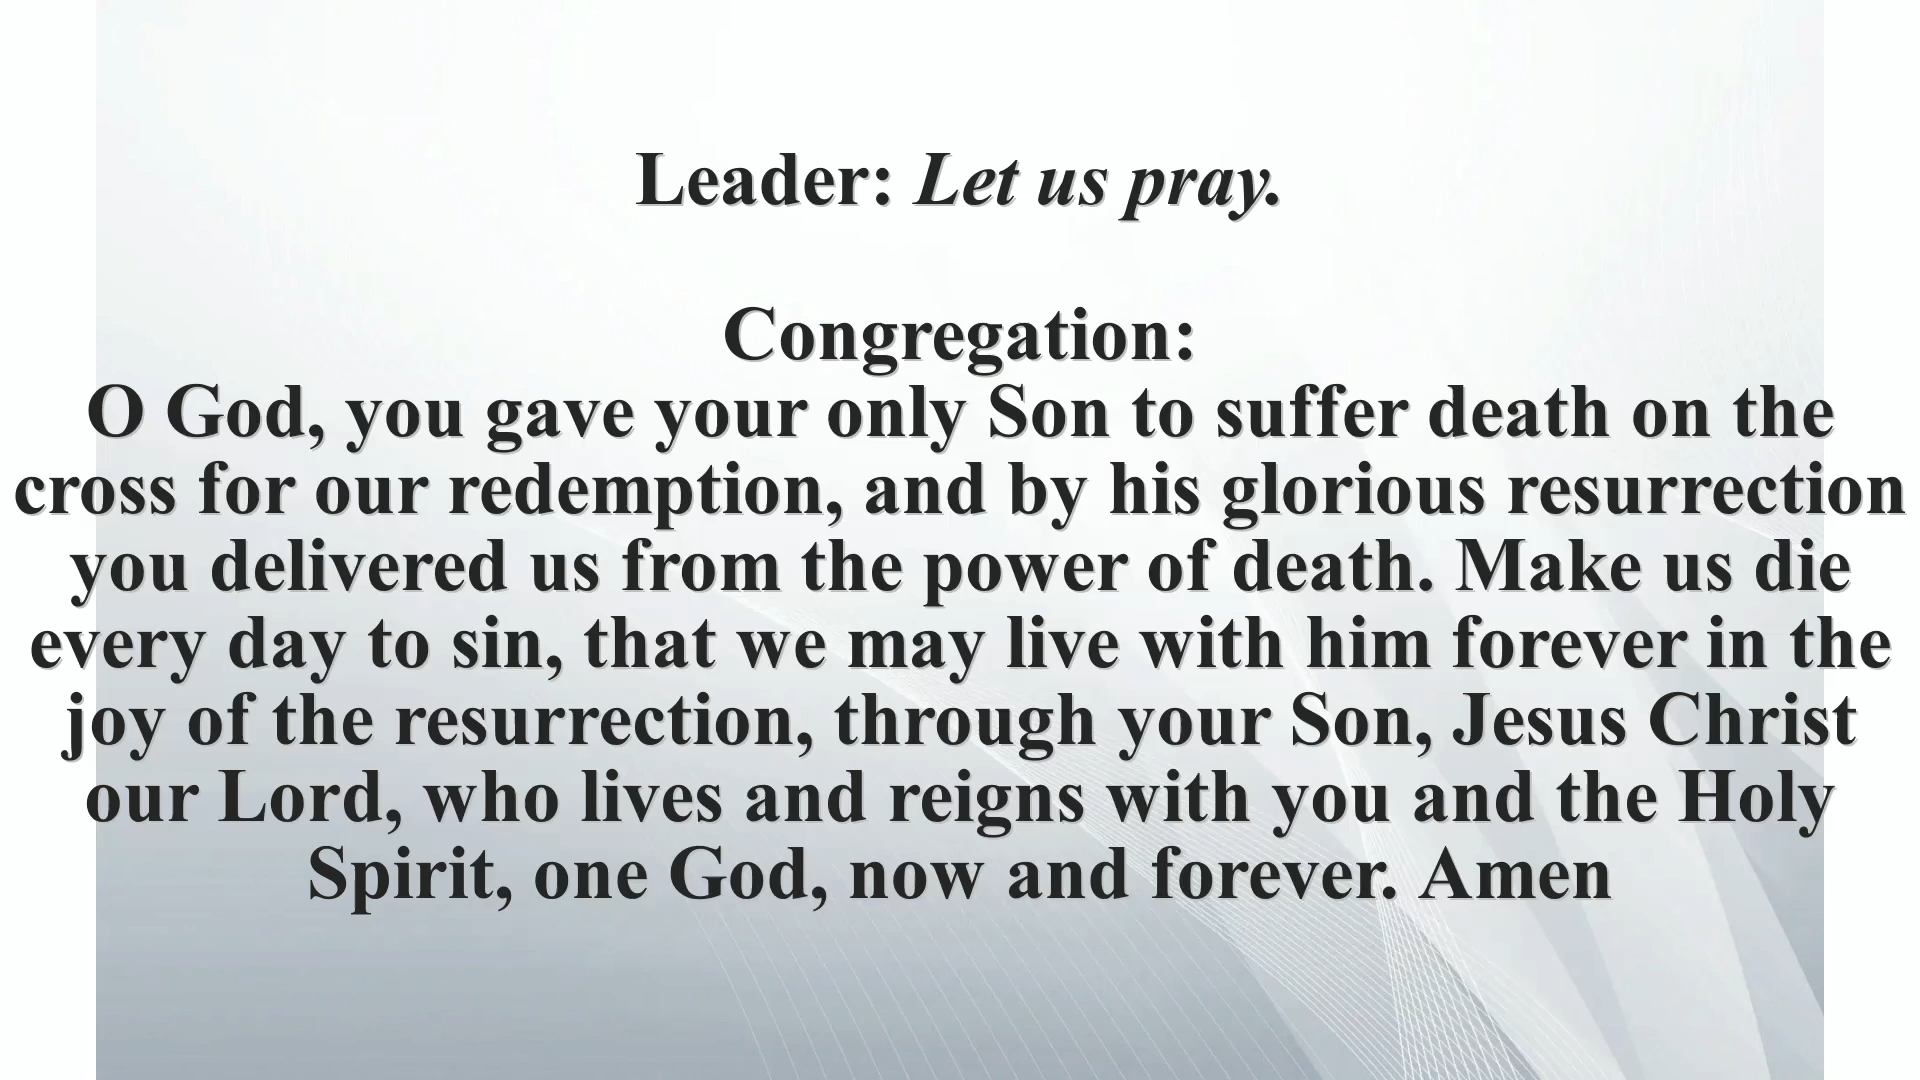 Leader: Let us pray.
Congregation:
O God, you gave your only Son to suffer death on the
cross for our redemption, and by his glorious resurrection
you delivered us from the power of death. Make us die
every day to sin, that we may live with him forever in the
joy of the resurrection, through your Son, Jesus Christ
our Lord, who lives and reigns with you and the Holy
Spirit, one God, now and forever. Amen